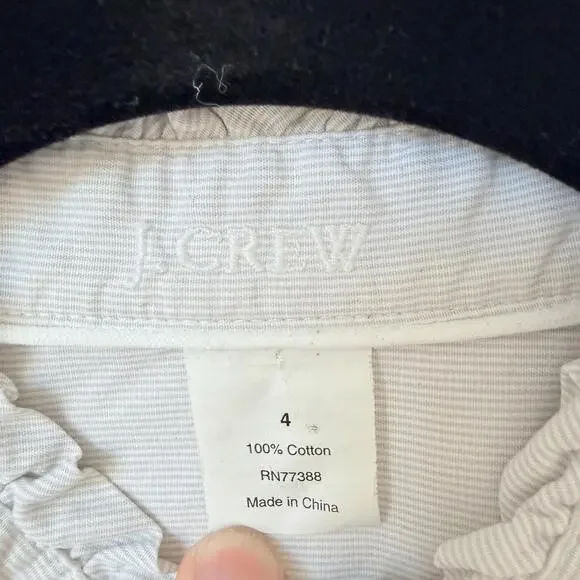 J.CREW
4
100% Cotton
RN77388
Made in China